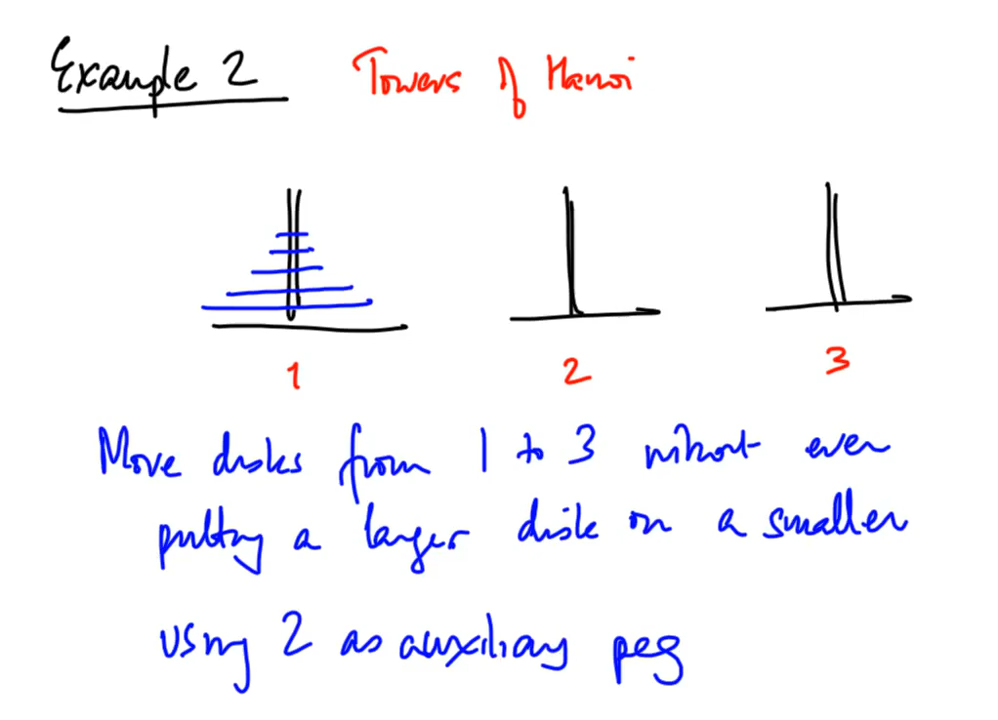 Example 2 Towers of Hanoi
1 2 3
Move disks from 1 to 3 without ever
putting a larger disk on a smaller
using 2 as auxiliary peg